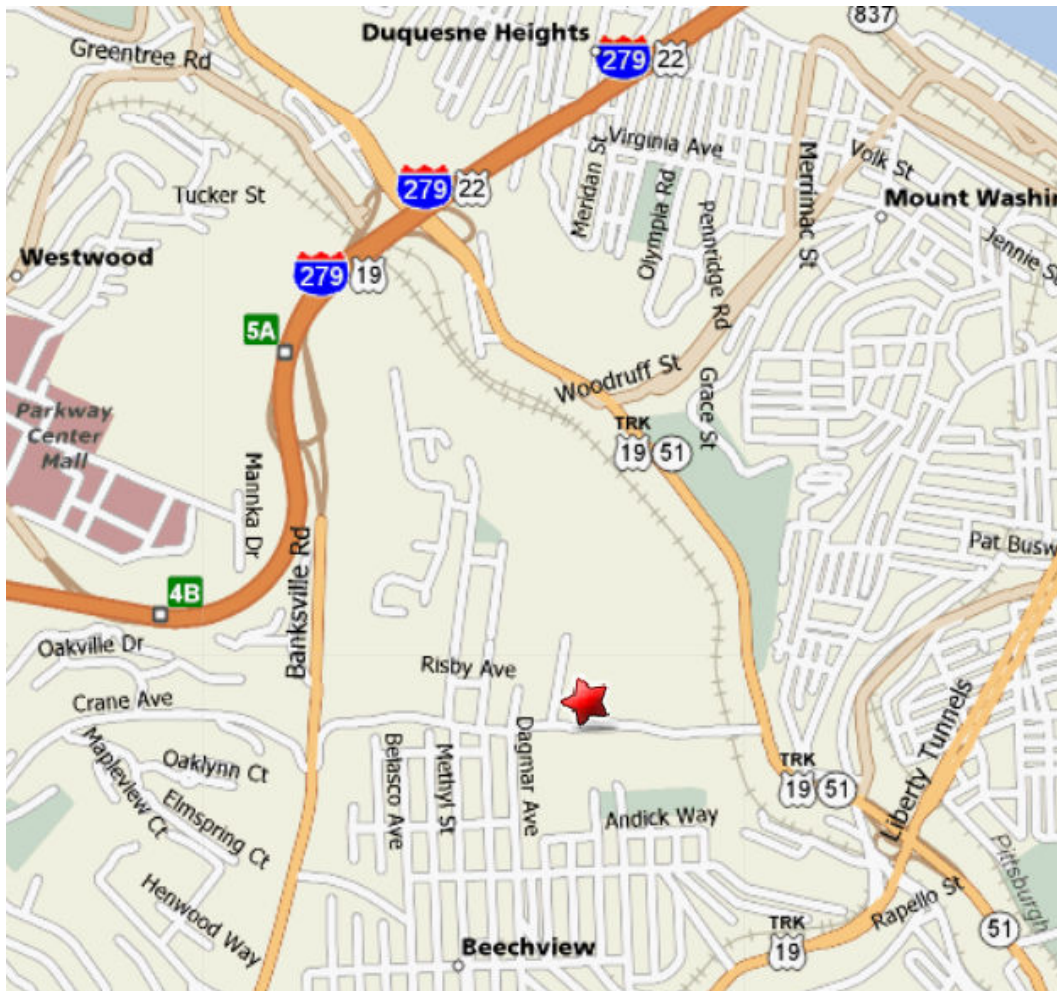 837
Duquesne Heights
279
22
Greentree Rd
Virginia Ave
Volk St
Merrimac St
Meridan St
Olympia Rd
Pennridge Rd
Tucker St
279
22
Mount Washi
Jennie St
Westwood
279
19
5A
Woodruff St
Grace St
Parkway
Center
Mall
TRK
19
51
Mannka Dr
Banksville Rd
Pat Busw
4B
Oakville Dr
Risby Ave
Crane Ave
Liberty Tunnels
Dagmar Ave
Belasco Ave
Methyl St
Oaklynn Ct
Mapleview Ct
Elmspring Ct
TRK
19
51
Andick Way
Pittsburgh
Henwood Way
Rapello St
TRK
19
51
Beechview